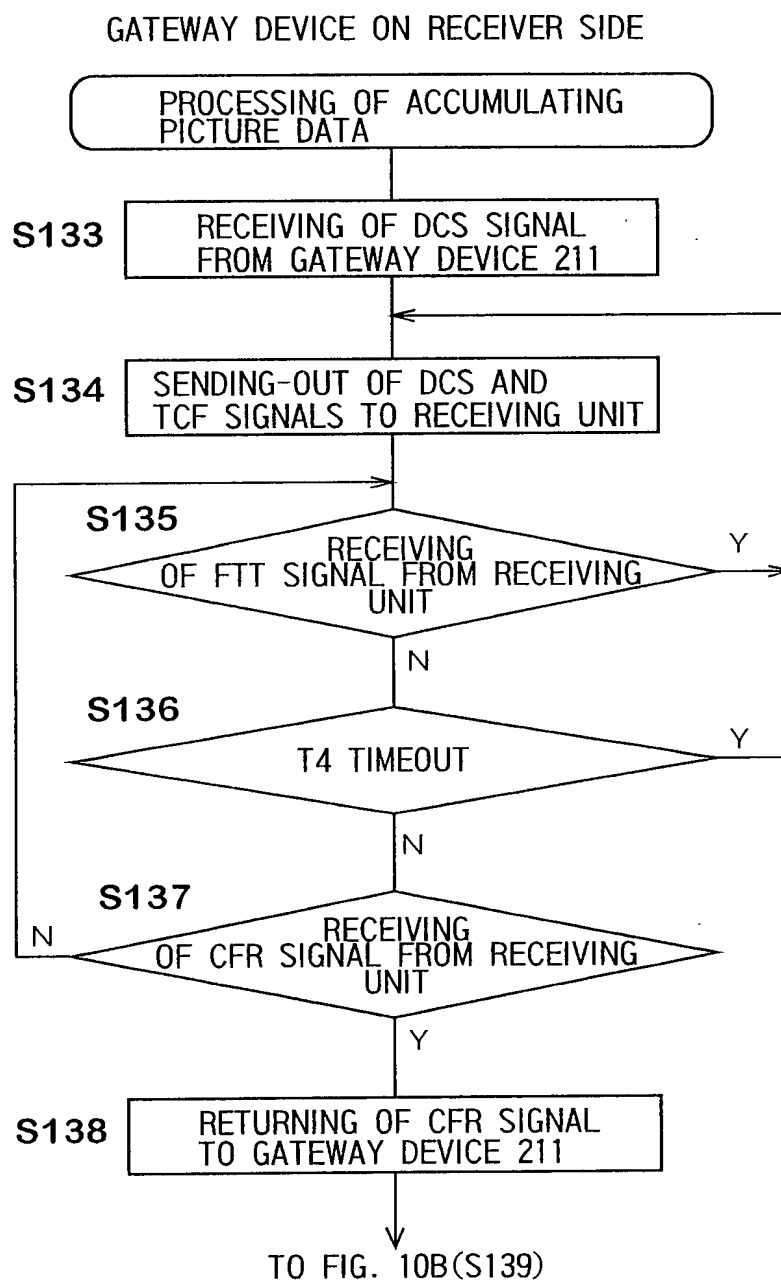 GATEWAY DEVICE ON RECEIVER SIDE
PROCESSING OF ACCUMULATING
PICTURE DATA
S133
RECEIVING OF DCS SIGNAL
FROM GATEWAY DEVICE 211
S134
SENDING-OUT OF DCS AND
TCF SIGNALS TO RECEIVING UNIT
S135
RECEIVING
OF FTT SIGNAL FROM RECEIVING
UNIT
Y
N
S136
T4 TIMEOUT
Y
N
S137
RECEIVING
OF CFR SIGNAL FROM RECEIVING
UNIT
N
Y
S138
RETURNING OF CFR SIGNAL
TO GATEWAY DEVICE 211
TO FIG. 10B(S139)